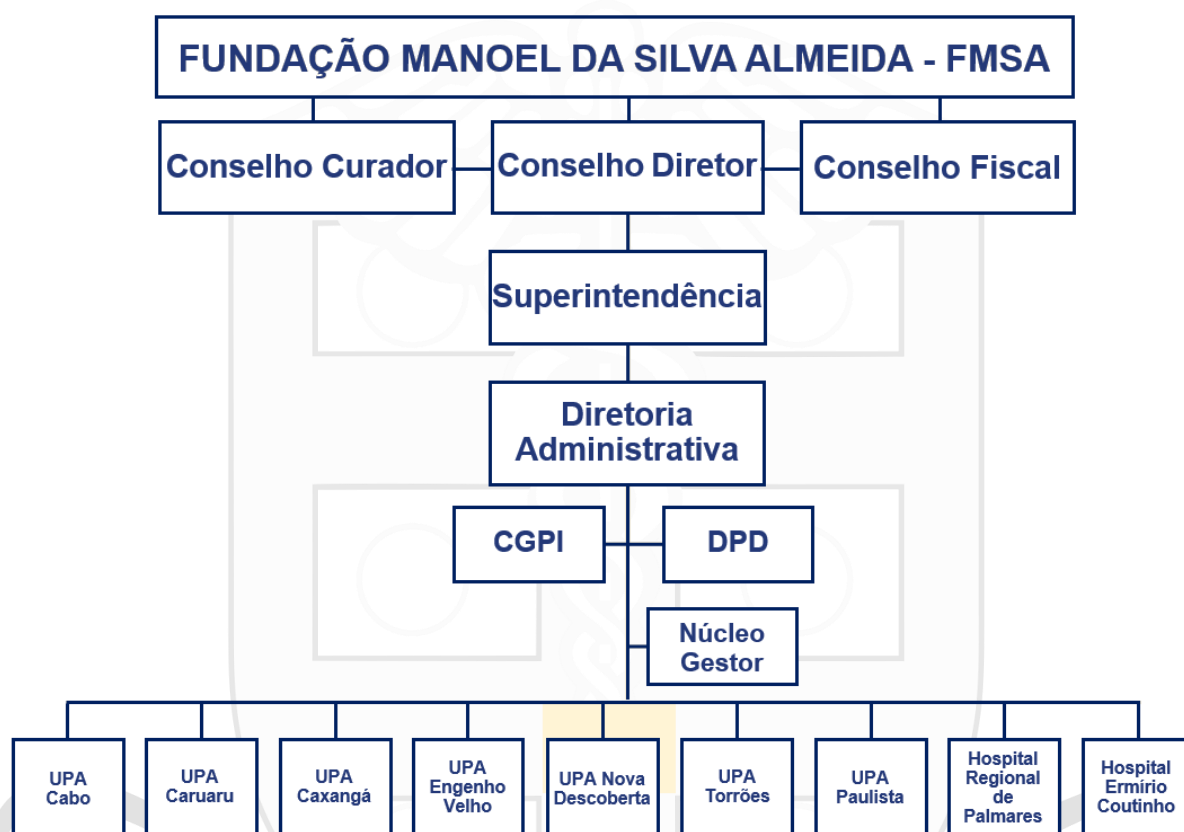 FUNDAÇÃO MANOEL DA SILVA ALMEIDA - FMSA
Conselho Curador
Conselho Diretor
Conselho Fiscal
Superintendência
Diretoria
Administrativa
CGPI
DPD
Núcleo
Gestor
UPA
Cabo
UPA
Caruaru
UPA
Caxangá
UPA
Engenho
Velho
UPA Nova
Descoberta
UPA
Torrões
UPA
Paulista
Hospital
Regional
de
Palmares
Hospital
Ermírio
Coutinho